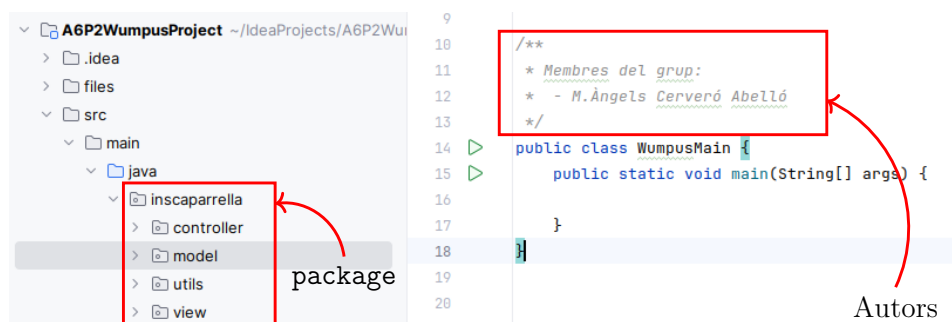 A6P2WumpusProject ~/IdeaProjects/A6P2Wu
.idea
files
src
main
java
inscaparrella
controller
model
utils
view
package
9
10 /**
11 * Membres del grup:
12 * - M.Àngels Cerveró Abelló
13 */
14 public class WumpusMain {
15 public static void main(String[] args) {
16
17 }
18 }
19
20
Autors